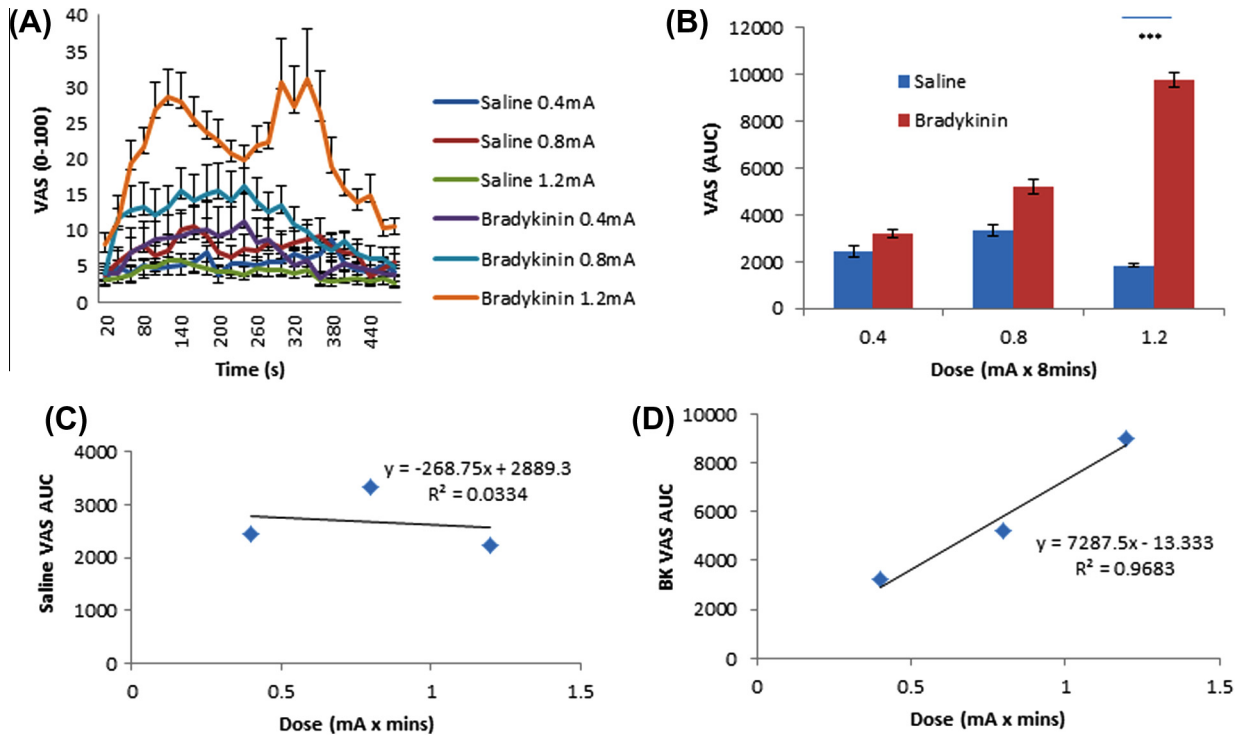 (A)
40
35
30
25
20
15
10
5
0
VAS (0-100)
20
80
140
200
260
320
380
440
Time (s)
Saline 0.4mA
Saline 0.8mA
Saline 1.2mA
Bradykinin 0.4mA
Bradykinin 0.8mA
Bradykinin 1.2mA
(B)
12000
10000
8000
6000
4000
2000
0
VAS (AUC)
Saline
Bradykinin
***
0.4
0.8
1.2
Dose (mA x 8mins)
(C)
4000
3000
2000
1000
0
Saline VAS AUC
y = -268.75x + 2889.3
R² = 0.0334
0
0.5
1
1.5
Dose (mA x mins)
(D)
10000
8000
6000
4000
2000
0
BK VAS AUC
y = 7287.5x - 13.333
R² = 0.9683
0
0.5
1
1.5
Dose (mA x mins)